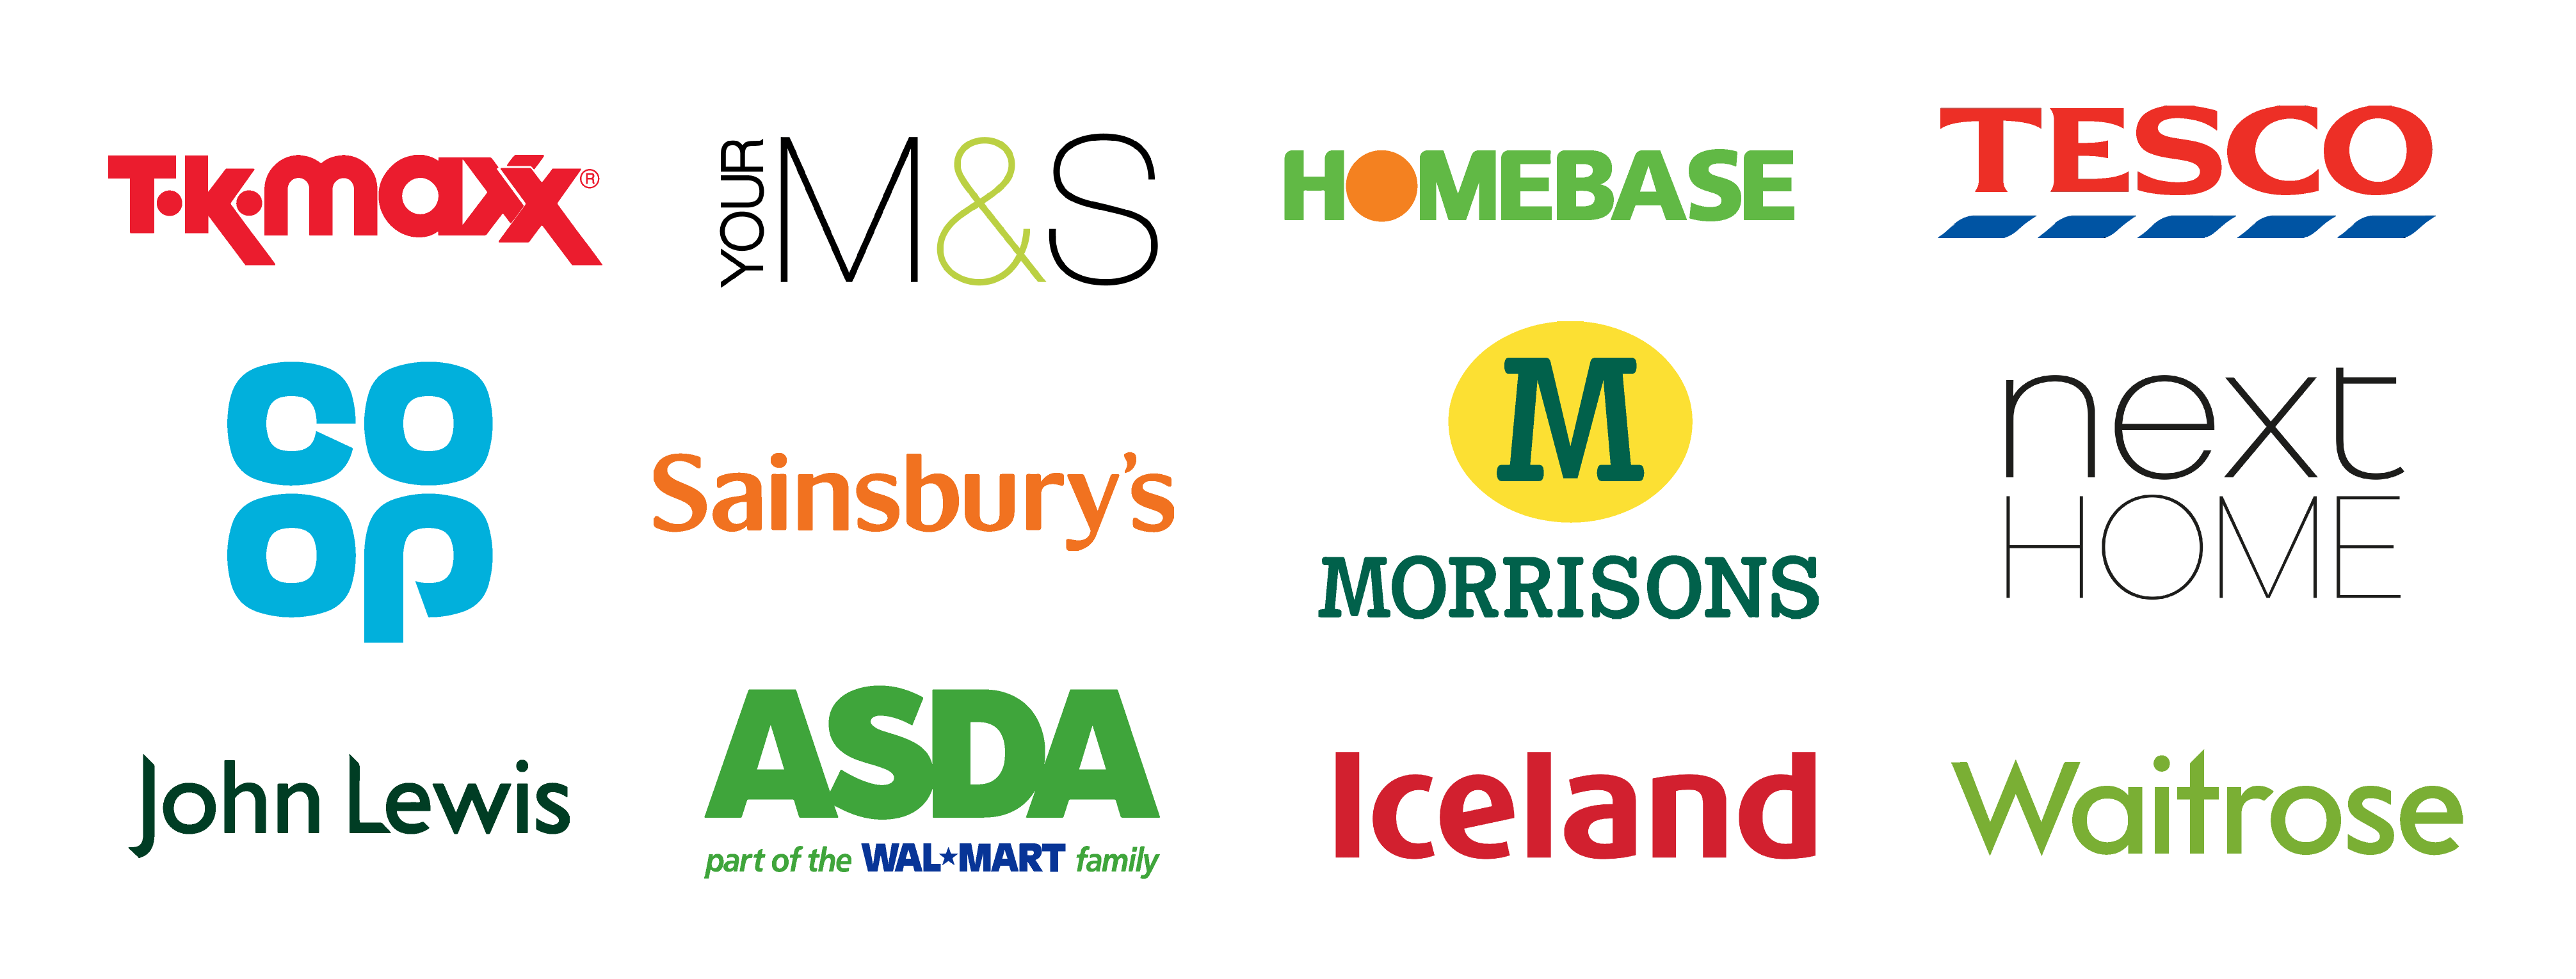 T·K·maxx®
YOUR M&S
HOMEBASE
TESCO
co
op
Sainsbury's
M
MORRISONS
next
HOME
John Lewis
ASDA
part of the WAL★MART family
Iceland
Waitrose